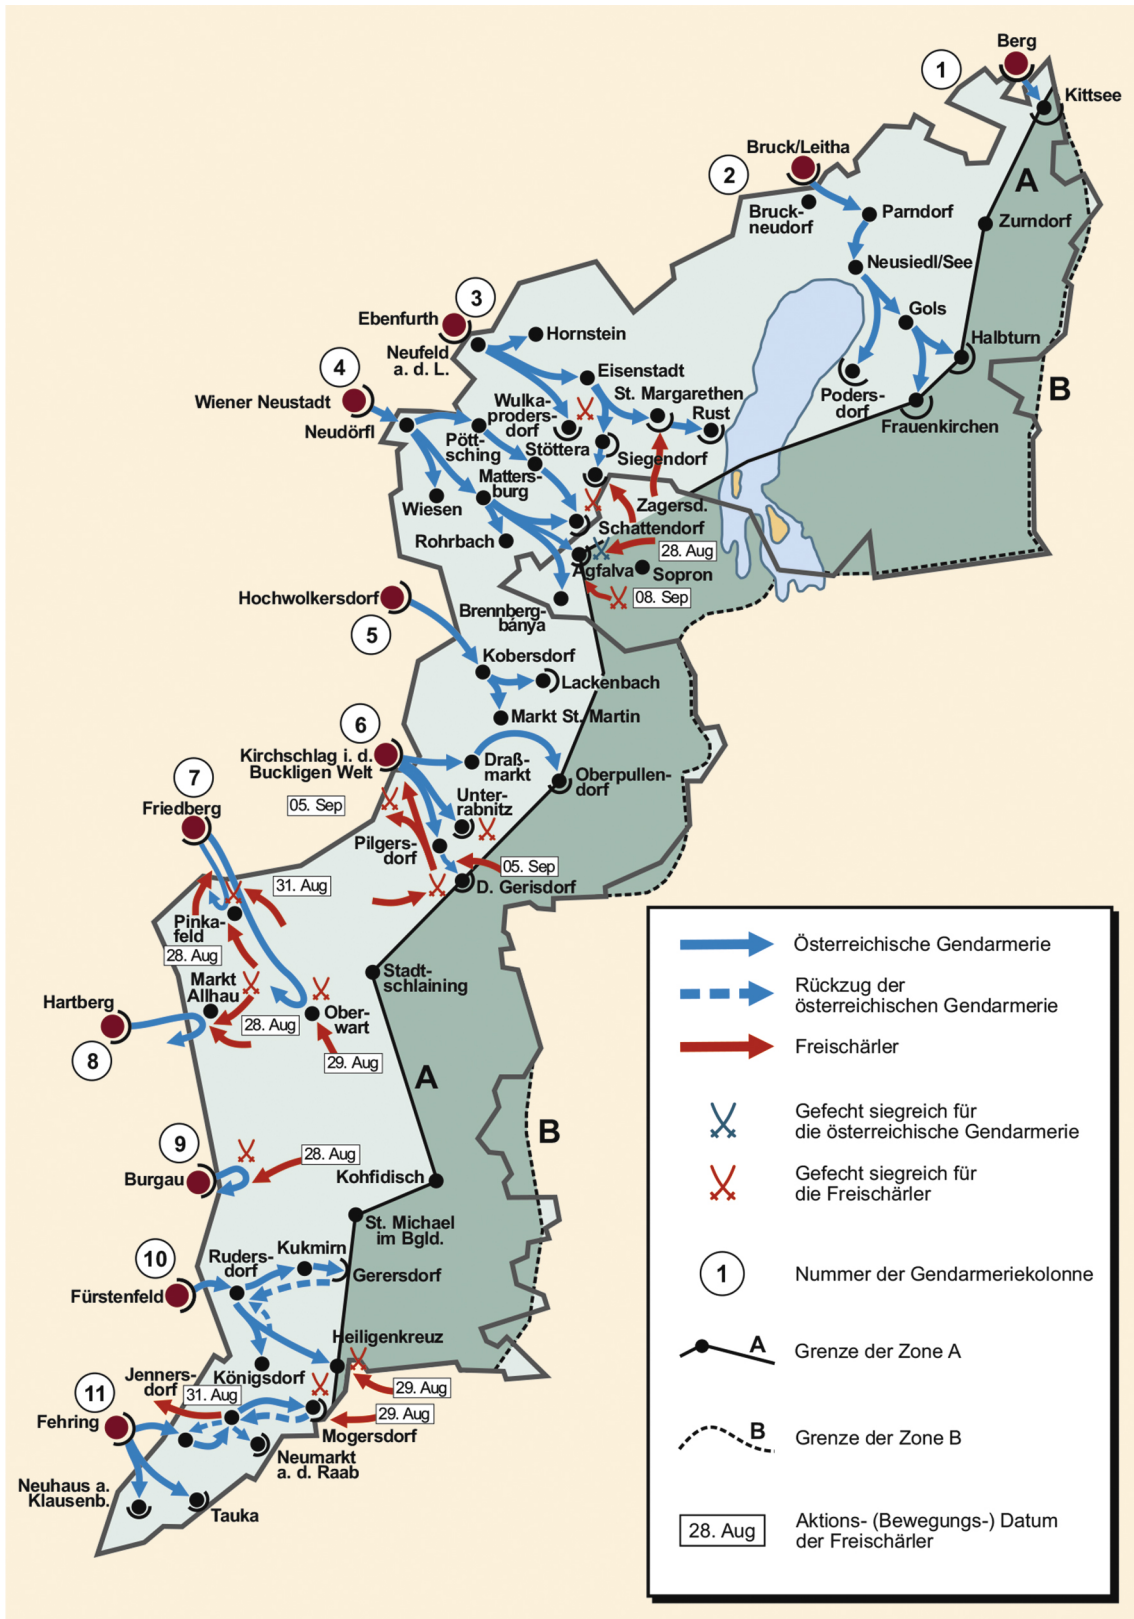 Berg
1
Kittsee
Bruck/Leitha
2
A
Bruck-
neudorf
Parndorf
Zurndorf
Neusiedl/See
3
Ebenfurth
Hornstein
Gols
Neufeld
a. d. L.
Halbturn
4
Eisenstadt
B
Wiener Neustadt
St. Margarethen
Wulka-
proders-
dorf
Rust
Poders-
dorf
Neudörfl
Frauenkirchen
Pött-
sching
Stöttera
Siegendorf
Matters-
burg
Wiesen
Zagersd.
Rohrbach
Schattendorf
28. Aug
Agfalva
Sopron
08. Sep
Hochwolkersdorf
Brennberg-
bánya
5
Kobersdorf
Lackenbach
Markt St. Martin
6
Kirchschlag i. d.
Buckligen Welt
Draß-
markt
Oberpullen-
dorf
7
05. Sep
Unter-
rabnitz
Friedberg
Pilgers-
dorf
05. Sep
31. Aug
D. Gerisdorf
Pinka-
feld
28. Aug
Markt
Allhau
Stadt-
schlaining
Hartberg
28. Aug
Ober-
wart
8
29. Aug
A
B
9
28. Aug
Burgau
Kohfidisch
St. Michael
im Bgld.
10
Ruders-
dorf
Kukmirn
Fürstenfeld
Gerersdorf
Heiligenkreuz
Königsdorf
Jenners-
dorf
31. Aug
29. Aug
11
29. Aug
Fehring
Mogersdorf
Neumarkt
a. d. Raab
Neuhaus a.
Klausenb.
Tauka
Österreichische Gendarmerie
Rückzug der
österreichischen Gendarmerie
Freischärler
Gefecht siegreich für
die österreichische Gendarmerie
Gefecht siegreich für
die Freischärler
1
Nummer der Gendarmeriekolonne
A
Grenze der Zone A
B
Grenze der Zone B
28. Aug
Aktions- (Bewegungs-) Datum
der Freischärler